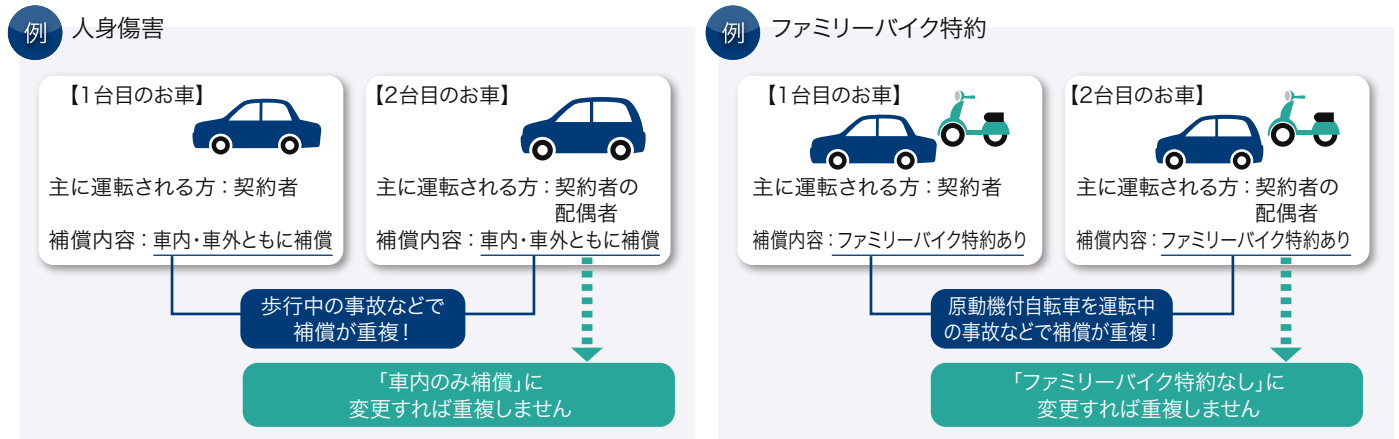 例 人身傷害
【1台目のお車】
主に運転される方：契約者
補償内容：車内・車外ともに補償
【2台目のお車】
主に運転される方：契約者の
配偶者
補償内容：車内・車外ともに補償
歩行中の事故などで
補償が重複！
「車内のみ補償」に
変更すれば重複しません
例 ファミリーバイク特約
【1台目のお車】
主に運転される方：契約者
補償内容：ファミリーバイク特約あり
【2台目のお車】
主に運転される方：契約者の
配偶者
補償内容：ファミリーバイク特約あり
原動機付自転車を運転中
の事故などで補償が重複！
「ファミリーバイク特約なし」に
変更すれば重複しません